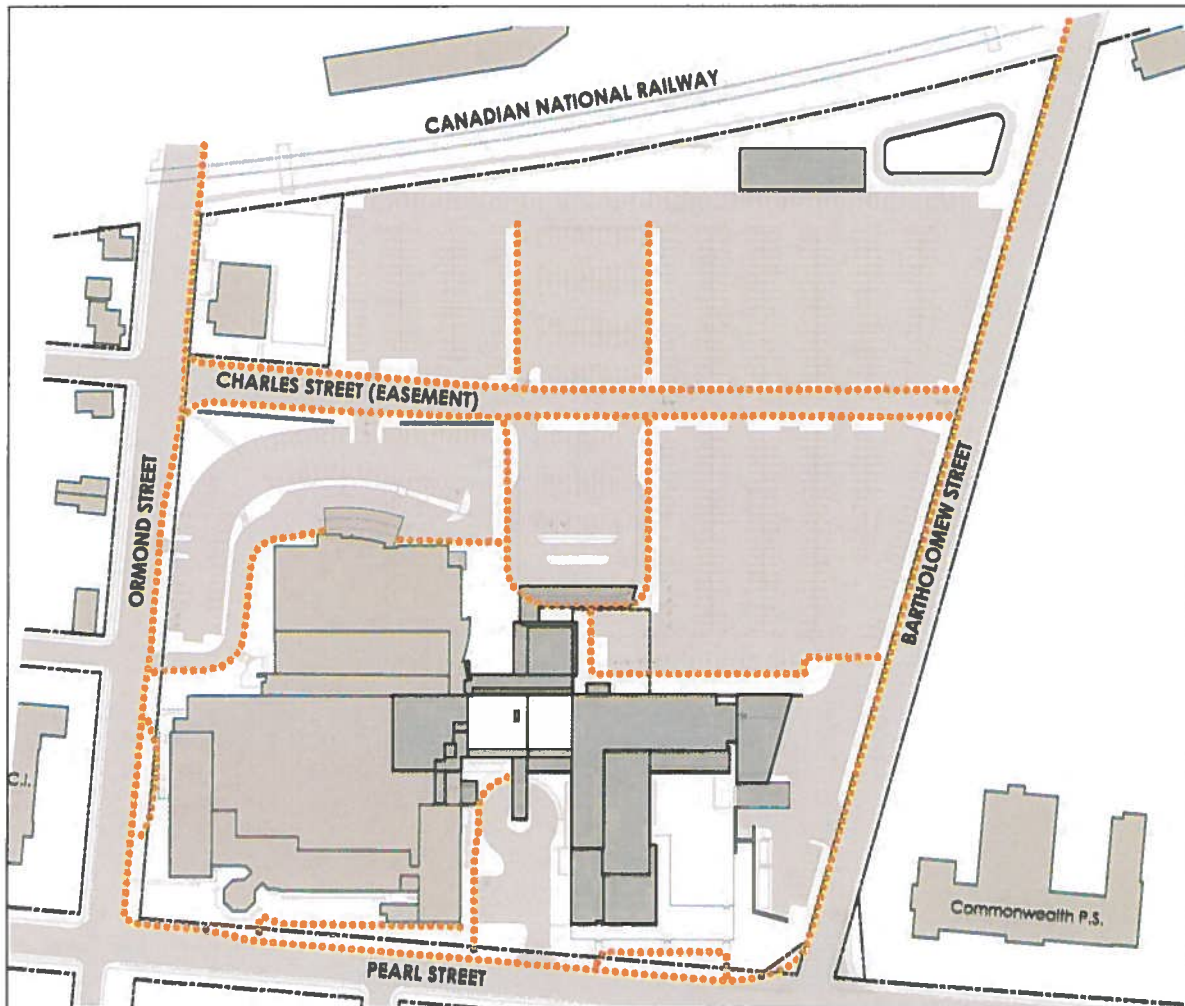 CANADIAN NATIONAL RAILWAY
CHARLES STREET (EASEMENT)
ORMOND STREET
BARTHOLOMEW STREET
C.I.
Commonwealth P.S.
PEARL STREET